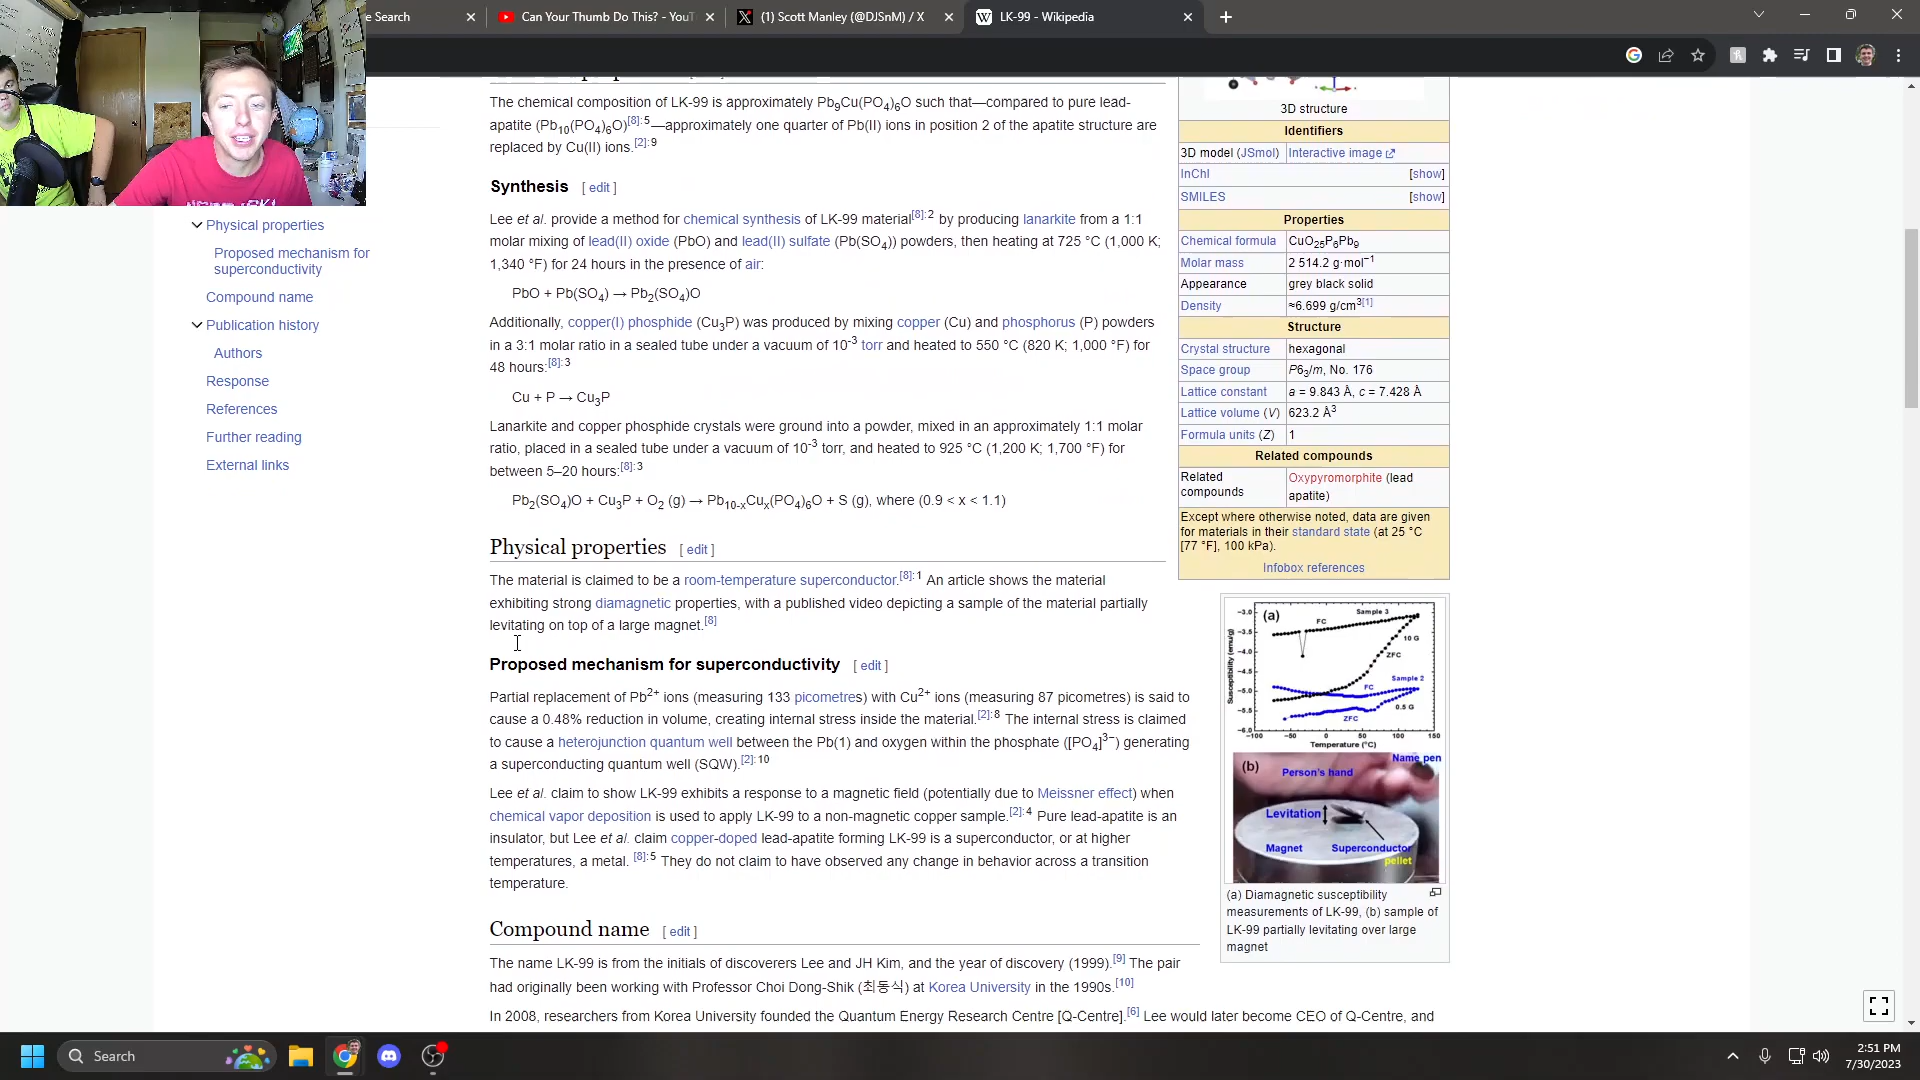 e Search
Can Your Thumb Do This? - YouT
(1) Scott Manley (@DJSnM) / X
LK-99 - Wikipedia
Physical properties
Proposed mechanism for
superconductivity
Compound name
Publication history
Authors
Response
References
Further reading
External links
The chemical composition of LK-99 is approximately Pb9Cu(PO4)6O such that—compared to pure lead-
apatite (Pb10(PO4)6O)[8]:5—approximately one quarter of Pb(II) ions in position 2 of the apatite structure are
replaced by Cu(II) ions.[2]:9
Synthesis [ edit ]
Lee et al. provide a method for chemical synthesis of LK-99 material[8]:2 by producing lanarkite from a 1:1
molar mixing of lead(II) oxide (PbO) and lead(II) sulfate (Pb(SO4)) powders, then heating at 725 °C (1,000 K;
1,340 °F) for 24 hours in the presence of air:
PbO + Pb(SO4) → Pb2(SO4)O
Additionally, copper(I) phosphide (Cu3P) was produced by mixing copper (Cu) and phosphorus (P) powders
in a 3:1 molar ratio in a sealed tube under a vacuum of 10-3 torr and heated to 550 °C (820 K; 1,000 °F) for
48 hours:[8]:3
Cu + P → Cu3P
Lanarkite and copper phosphide crystals were ground into a powder, mixed in an approximately 1:1 molar
ratio, placed in a sealed tube under a vacuum of 10-3 torr, and heated to 925 °C (1,200 K; 1,700 °F) for
between 5–20 hours:[8]:3
Pb2(SO4)O + Cu3P + O2 (g) → Pb10-xCux(PO4)6O + S (g), where (0.9 < x < 1.1)
Physical properties [ edit ]
The material is claimed to be a room-temperature superconductor.[8]:1 An article shows the material
exhibiting strong diamagnetic properties, with a published video depicting a sample of the material partially
levitating on top of a large magnet.[8]
Proposed mechanism for superconductivity [ edit ]
Partial replacement of Pb2+ ions (measuring 133 picometres) with Cu2+ ions (measuring 87 picometres) is said to
cause a 0.48% reduction in volume, creating internal stress inside the material.[2]:8 The internal stress is claimed
to cause a heterojunction quantum well between the Pb(1) and oxygen within the phosphate ([PO4]3−) generating
a superconducting quantum well (SQW).[2]:10
Lee et al. claim to show LK-99 exhibits a response to a magnetic field (potentially due to Meissner effect) when
chemical vapor deposition is used to apply LK-99 to a non-magnetic copper sample.[2]:4 Pure lead-apatite is an
insulator, but Lee et al. claim copper-doped lead-apatite forming LK-99 is a superconductor, or at higher
temperatures, a metal. [8]:5 They do not claim to have observed any change in behavior across a transition
temperature.
Compound name [ edit ]
The name LK-99 is from the initials of discoverers Lee and JH Kim, and the year of discovery (1999).[9] The pair
had originally been working with Professor Choi Dong-Shik (최동식) at Korea University in the 1990s.[10]
In 2008, researchers from Korea University founded the Quantum Energy Research Centre [Q-Centre].[6] Lee would later become CEO of Q-Centre, and
3D structure
Identifiers
3D model (JSmol) Interactive image
InChI [show]
SMILES [show]
Properties
Chemical formula CuO25P6Pb9
Molar mass 2 514.2 g·mol−1
Appearance grey black solid
Density ≈6.699 g/cm3[1]
Structure
Crystal structure hexagonal
Space group P63/m, No. 176
Lattice constant a = 9.843 Å, c = 7.428 Å
Lattice volume (V) 623.2 Å3
Formula units (Z) 1
Related compounds
Related
compounds
Oxypyromorphite (lead
apatite)
Except where otherwise noted, data are given
for materials in their standard state (at 25 °C
[77 °F], 100 kPa).
Infobox references
(a)
Sample 3
FC
10 G
ZFC
FC
Sample 2
0.5 G
ZFC
Susceptibility (emu/g)
-3.0
-3.5
-4.0
-4.5
-5.0
-5.5
-6.0
-100 -50 0 50 100 150
Temperature (°C)
(b)
Name pen
Person's hand
Levitation
Magnet
Superconductor
pellet
(a) Diamagnetic susceptibility
measurements of LK-99, (b) sample of
LK-99 partially levitating over large
magnet
Search
2:51 PM
7/30/2023